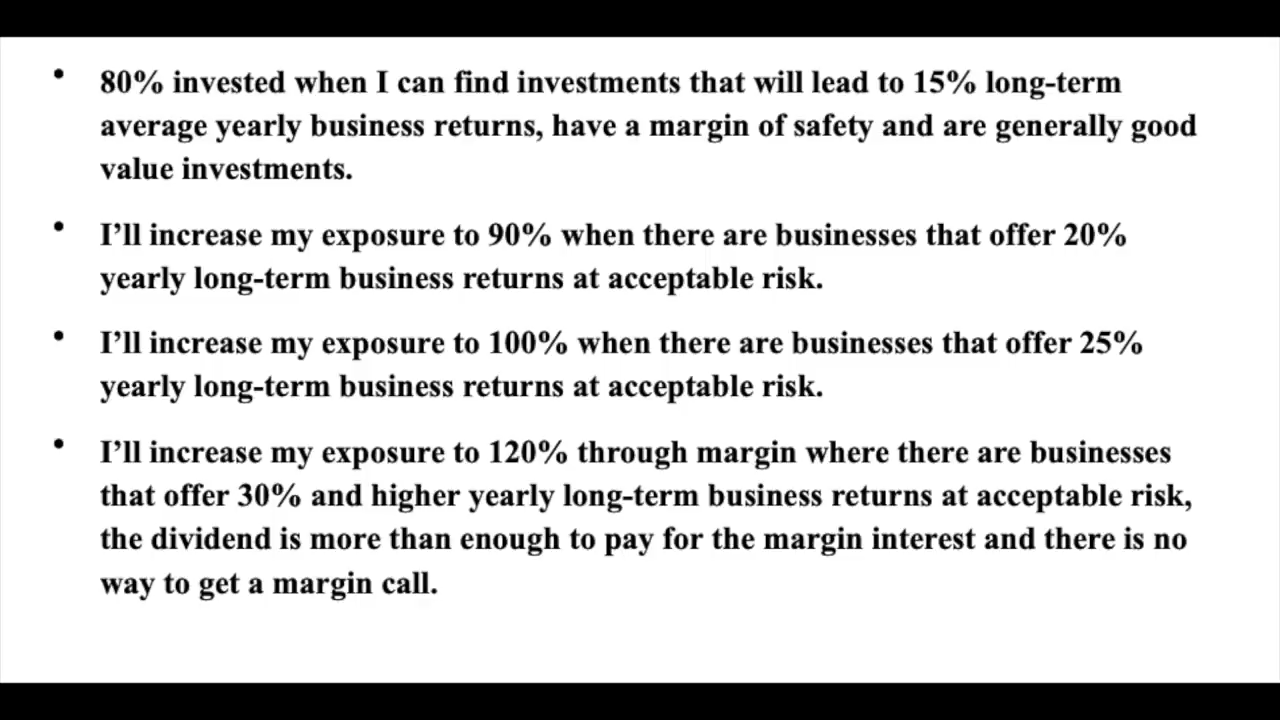 • 80% invested when I can find investments that will lead to 15% long-term
average yearly business returns, have a margin of safety and are generally good
value investments.
• I’ll increase my exposure to 90% when there are businesses that offer 20%
yearly long-term business returns at acceptable risk.
• I’ll increase my exposure to 100% when there are businesses that offer 25%
yearly long-term business returns at acceptable risk.
• I’ll increase my exposure to 120% through margin where there are businesses
that offer 30% and higher yearly long-term business returns at acceptable risk,
the dividend is more than enough to pay for the margin interest and there is no
way to get a margin call.